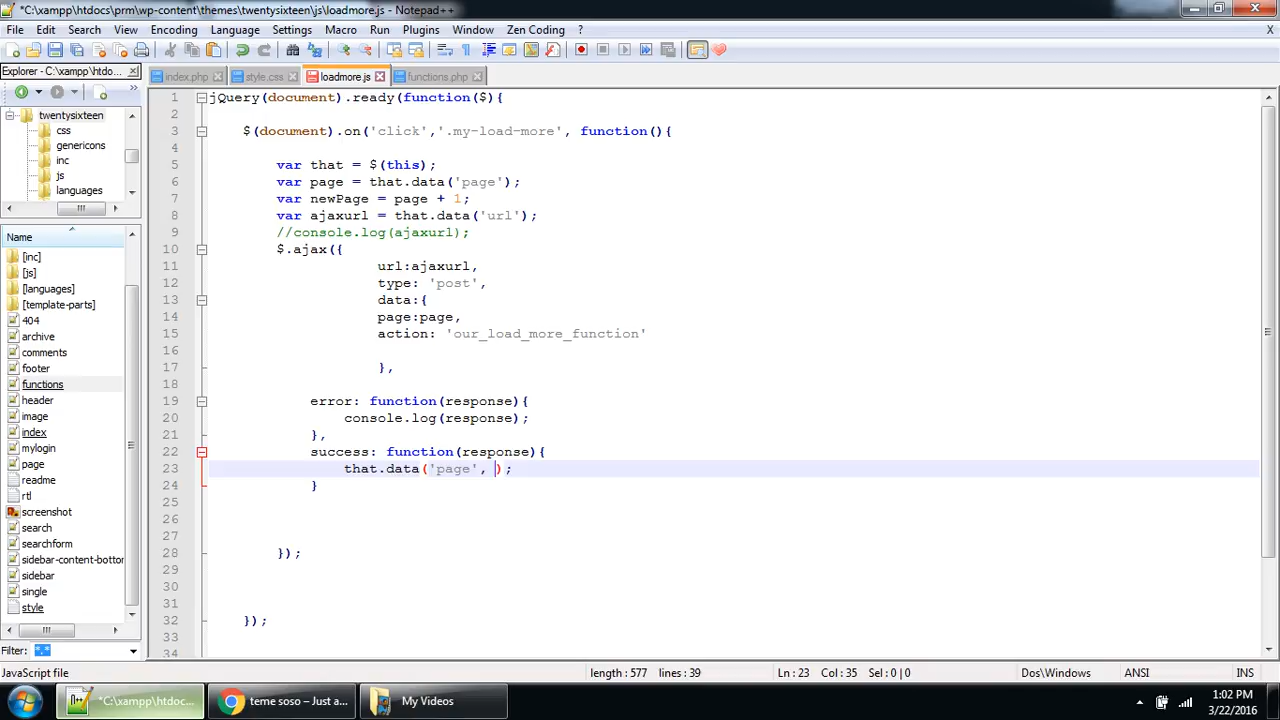 *C:\xampp\htdocs\prm\wp-content\themes\twentysixteen\js\loadmore.js - Notepad++
File Edit Search View Encoding Language Settings Macro Run Plugins Window Zen Coding ? X
Explorer - C:\xampp\htdo...
index.php style.css loadmore.js functions.php
twentysixteen
css
genericons
inc
js
languages
Name
[inc]
[js]
[languages]
[template-parts]
404
archive
comments
footer
functions
header
image
index
mylogin
page
readme
rtl
screenshot
search
searchform
sidebar-content-bottor
sidebar
single
style
Filter: *.*
1 jQuery(document).ready(function($){
2
3 $(document).on('click','.my-load-more', function(){
4
5 var that = $(this);
6 var page = that.data('page');
7 var newPage = page + 1;
8 var ajaxurl = that.data('url');
9 //console.log(ajaxurl);
10 $.ajax({
11 url:ajaxurl,
12 type: 'post',
13 data:{
14 page:page,
15 action: 'our_load_more_function'
16
17 },
18
19 error: function(response){
20 console.log(response);
21 },
22 success: function(response){
23 that.data('page', );
24 }
25
26
27
28 });
29
30
31
32 });
33
34
JavaScript file length : 577 lines : 39 Ln : 23 Col : 35 Sel : 0 | 0 Dos\Windows ANSI INS
*C:\xampp\htdoc... teme soso – Just a... My Videos 1:02 PM
3/22/2016